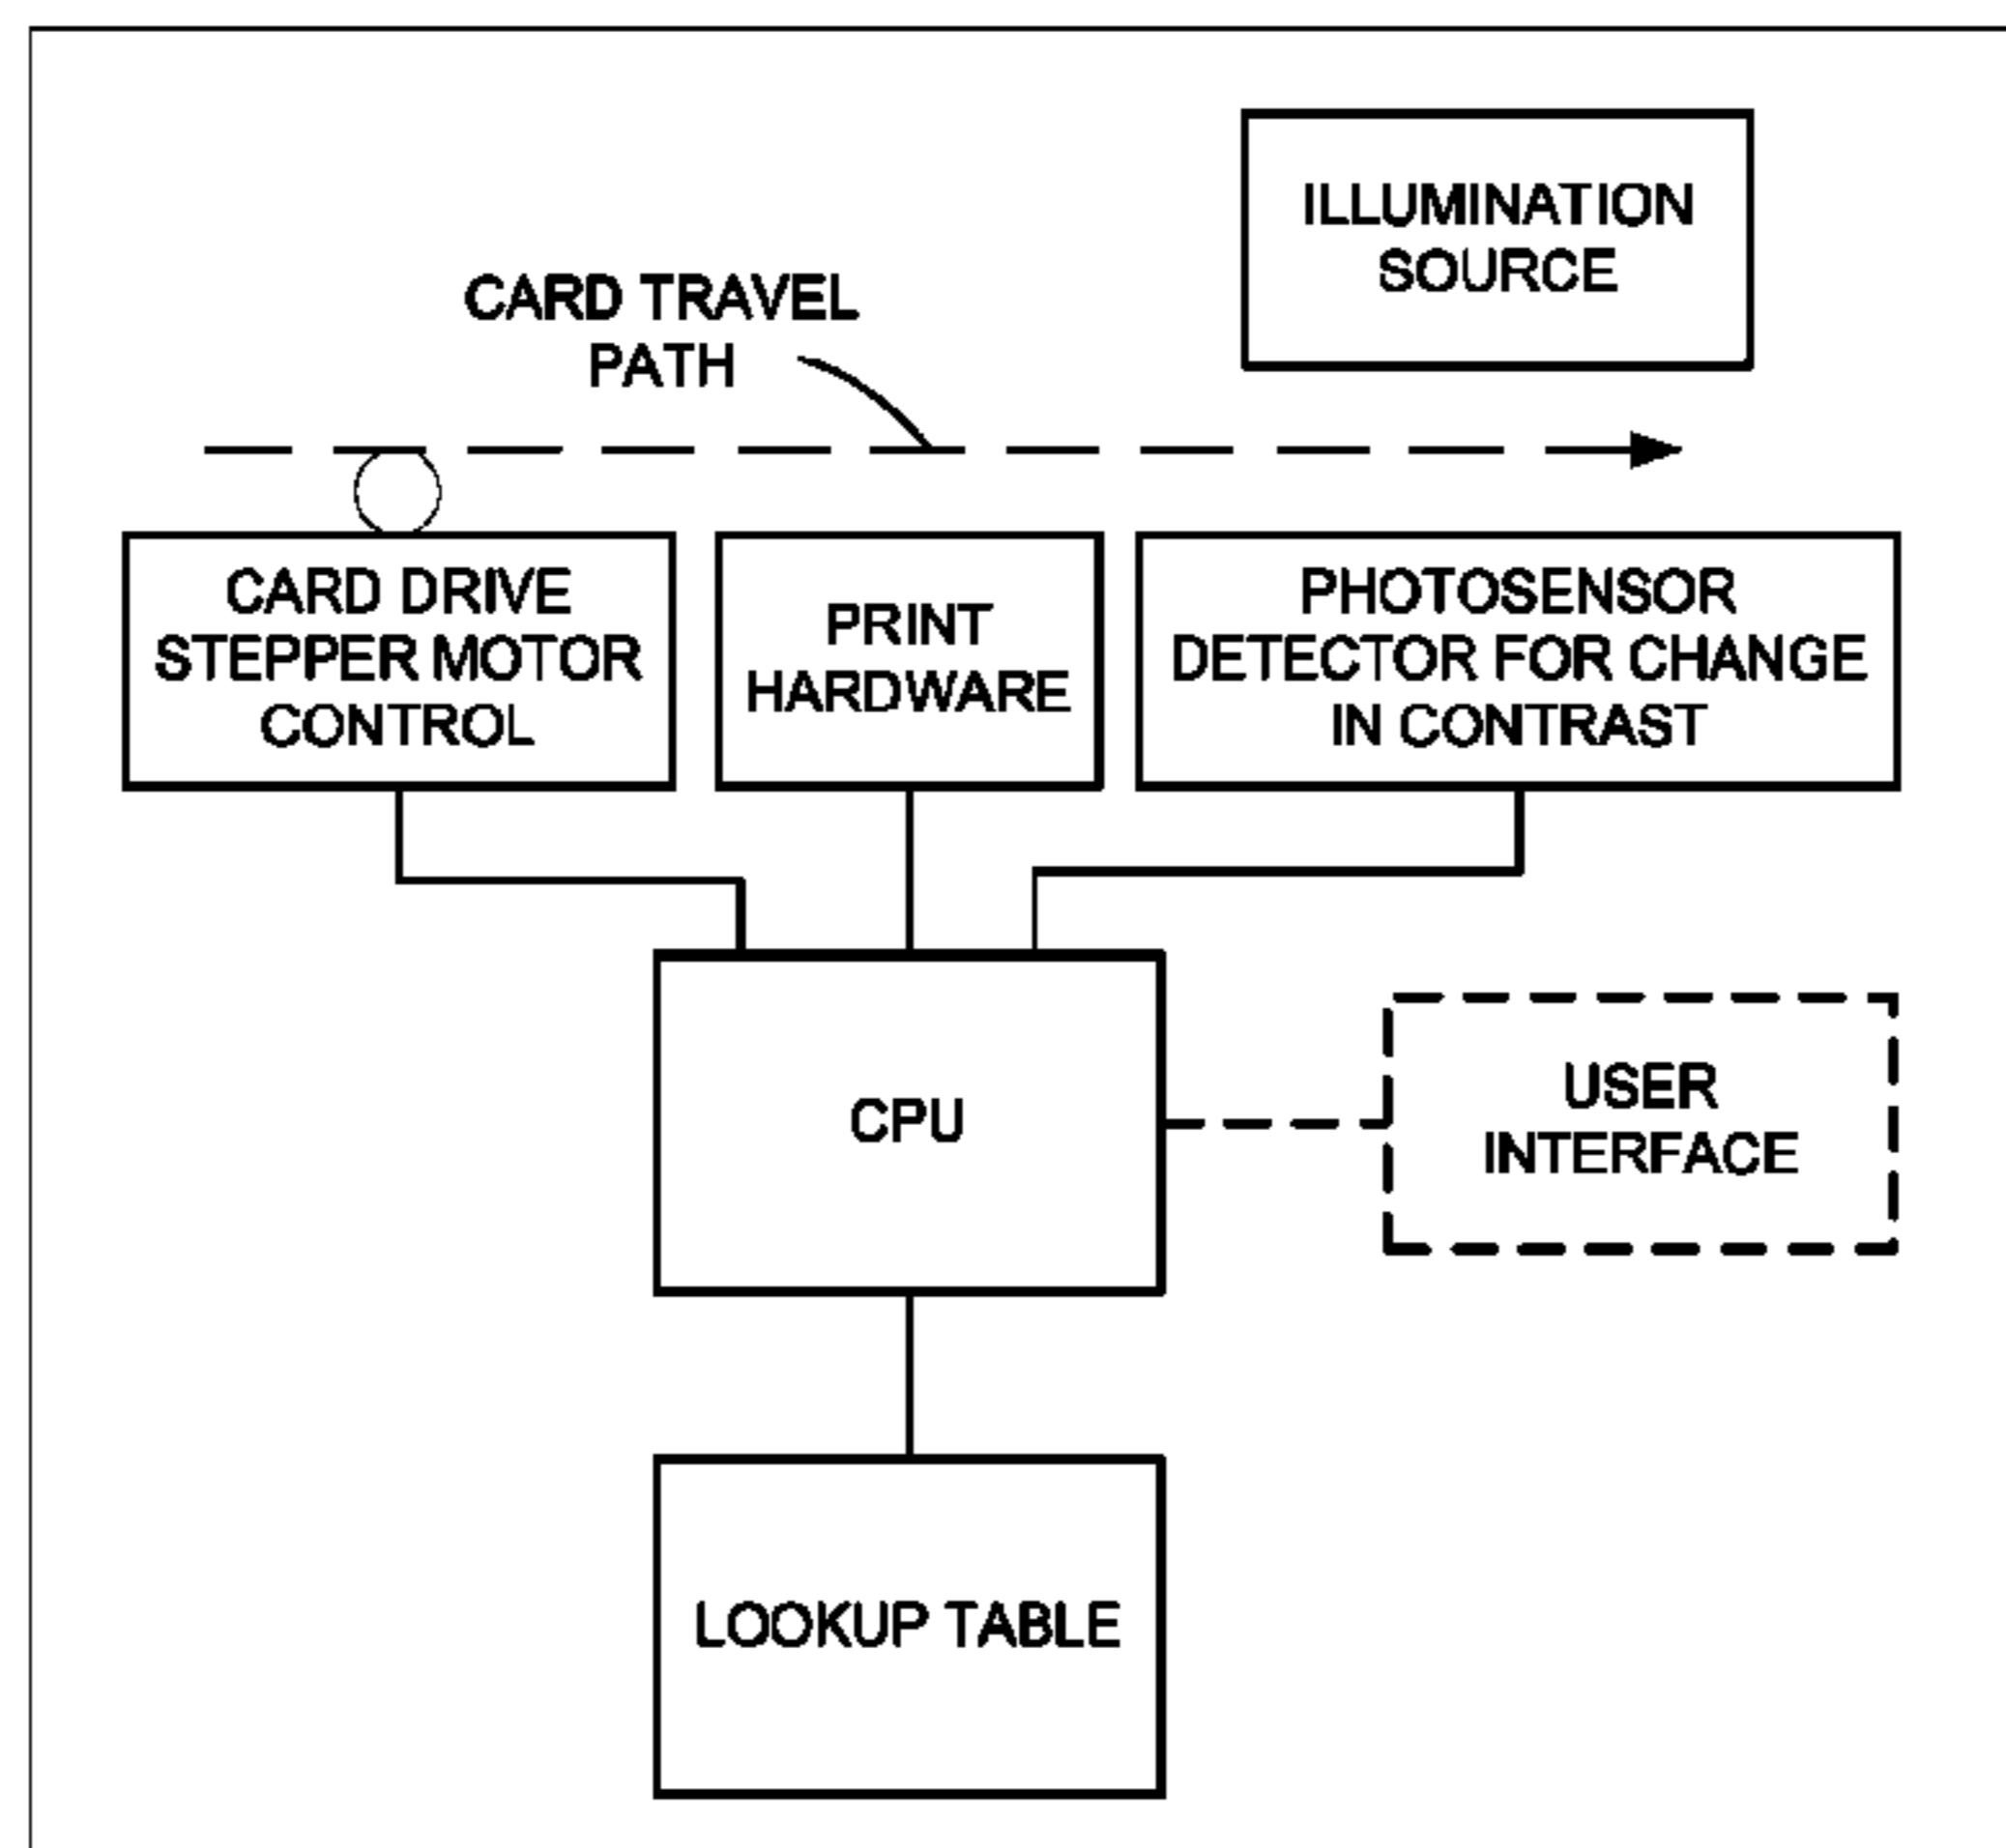 ILLUMINATION
SOURCE
CARD TRAVEL
PATH
CARD DRIVE
STEPPER MOTOR
CONTROL
PRINT
HARDWARE
PHOTOSENSOR
DETECTOR FOR CHANGE
IN CONTRAST
CPU
USER
INTERFACE
LOOKUP TABLE